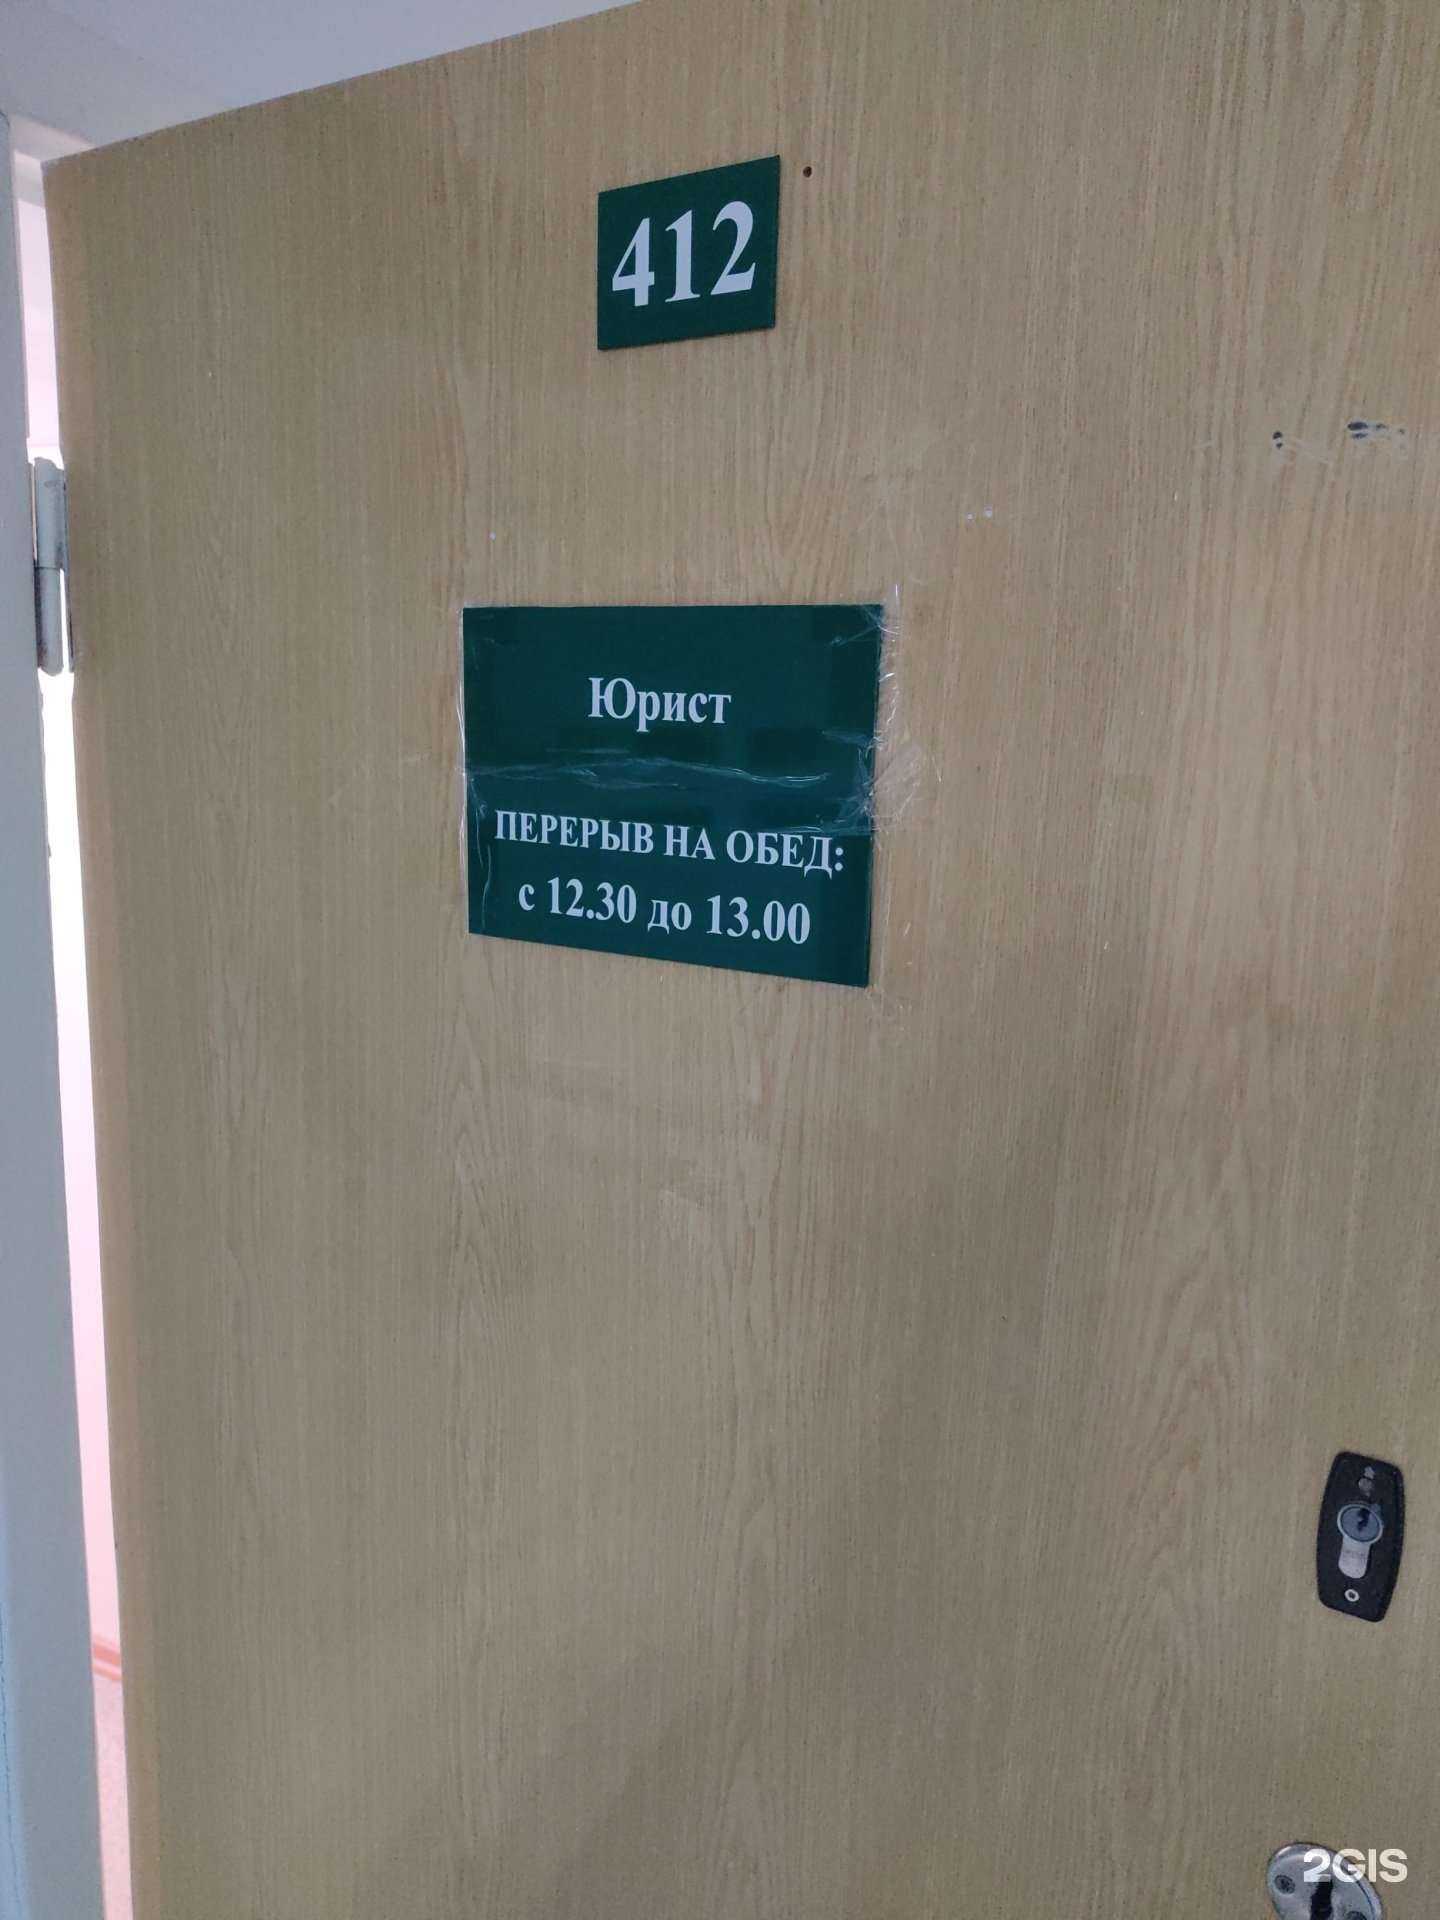 412
Юрист
ПЕРЕРЫВ НА ОБЕД:
с 12.30 до 13.00
2GIS